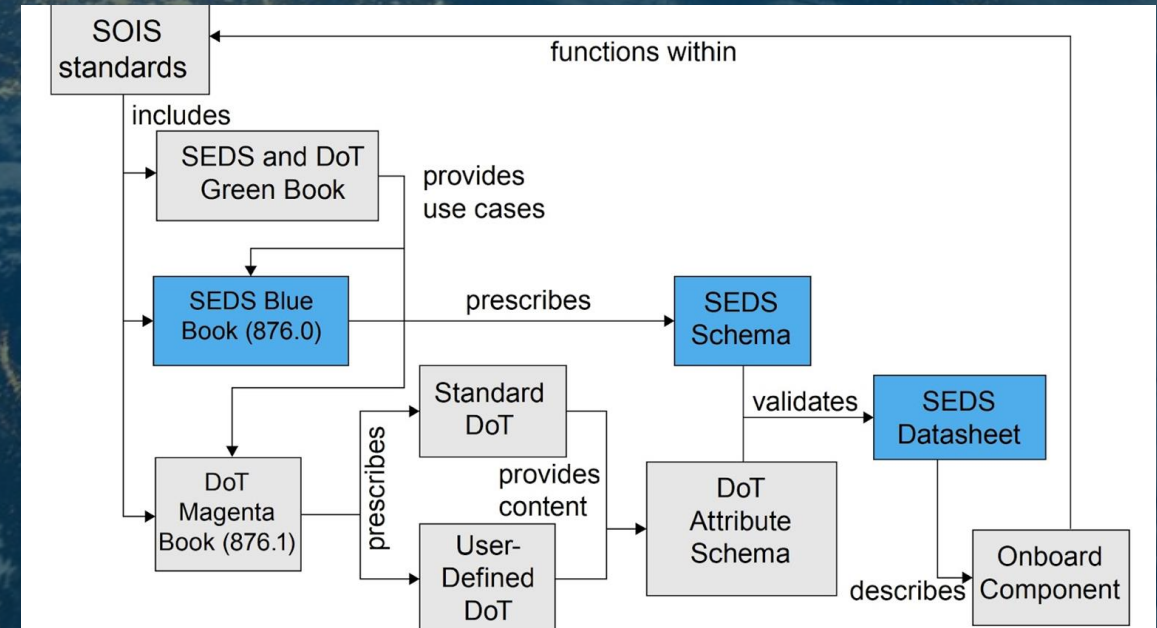 SOIS
standards
functions within
includes
SEDS and DoT
Green Book
provides
use cases
SEDS Blue
Book (876.0)
prescribes
SEDS
Schema
Standard
DoT
validates
SEDS
Datasheet
prescribes
provides
content
DoT
Magenta
Book (876.1)
User-
Defined
DoT
DoT
Attribute
Schema
describes
Onboard
Component